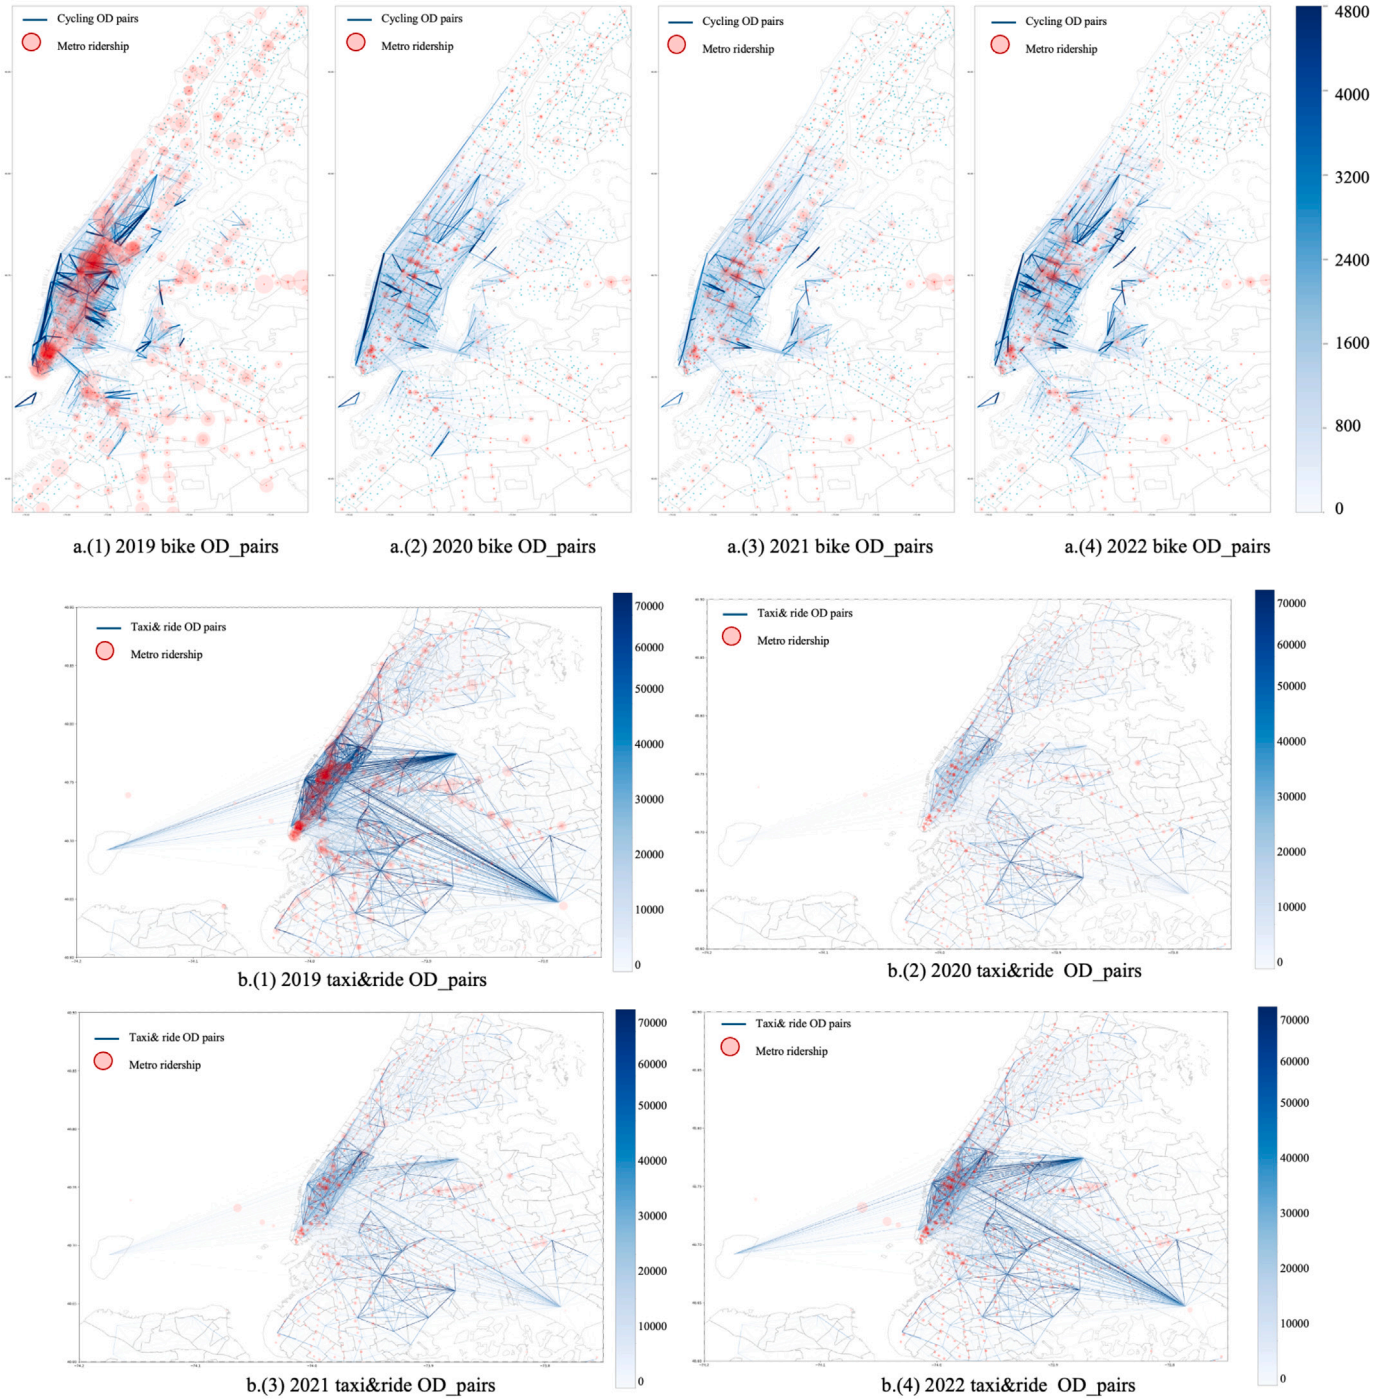 Cycling OD pairs
Metro ridership
Cycling OD pairs
Metro ridership
Cycling OD pairs
Metro ridership
Cycling OD pairs
Metro ridership
4800
4000
3200
2400
1600
800
0
a.(1) 2019 bike OD_pairs
a.(2) 2020 bike OD_pairs
a.(3) 2021 bike OD_pairs
a.(4) 2022 bike OD_pairs
Taxi& ride OD pairs
Metro ridership
70000
60000
50000
40000
30000
20000
10000
0
b.(1) 2019 taxi&ride OD_pairs
Taxi& ride OD pairs
Metro ridership
70000
60000
50000
40000
30000
20000
10000
0
b.(2) 2020 taxi&ride OD_pairs
Taxi& ride OD pairs
Metro ridership
70000
60000
50000
40000
30000
20000
10000
0
b.(3) 2021 taxi&ride OD_pairs
Taxi& ride OD pairs
Metro ridership
70000
60000
50000
40000
30000
20000
10000
0
b.(4) 2022 taxi&ride OD_pairs